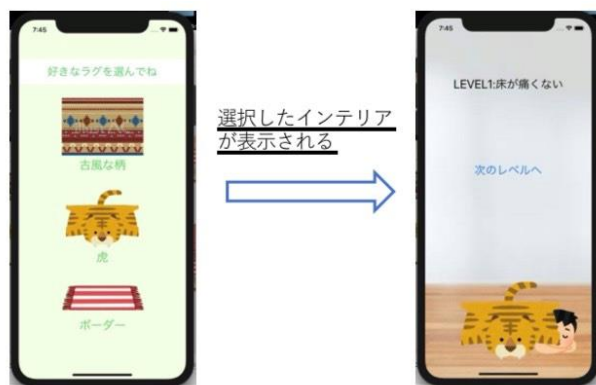 7:45
好きなラグを選んでね
古風な柄
虎
ボーダー
選択したインテリア
が表示される
7:45
LEVEL1:床が痛くない
次のレベルへ